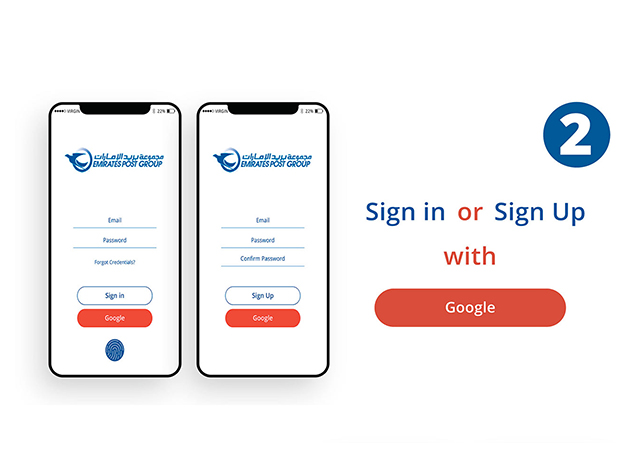 VIRGIN
22%
مجموعة بريد الإمارات
EMIRATES POST GROUP
Email
Password
Forgot Credentials?
Sign in
Google
VIRGIN
22%
مجموعة بريد الإمارات
EMIRATES POST GROUP
Email
Password
Confirm Password
Sign Up
Google
2
Sign in or Sign Up
with
Google